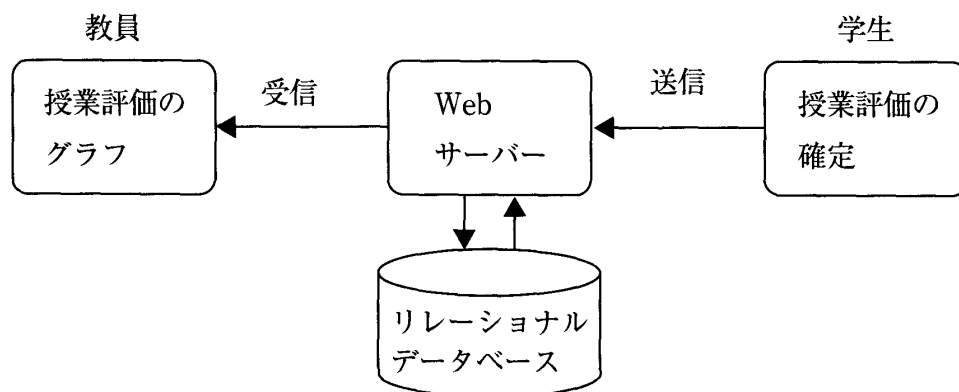 教員
学生
授業評価の
グラフ
受信
Web
サーバー
送信
授業評価の
確定
リレーショナル
データベース